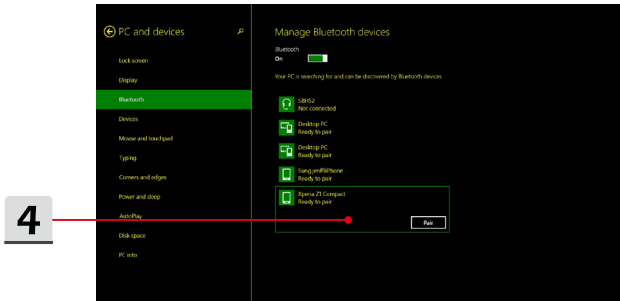 PC and devices
Lock screen
Display
Bluetooth
Devices
Mouse and touchpad
Typing
Corners and edges
Power and sleep
AutoPlay
Disk space
PC info
Manage Bluetooth devices
Bluetooth
On
Your PC is searching for and can be discovered by Bluetooth devices.
SBH52
Not connected
Desktop PC
Ready to pair
Desktop PC
Ready to pair
Ready to pair
Xperia Z1 Compact
Ready to pair
Pair
4